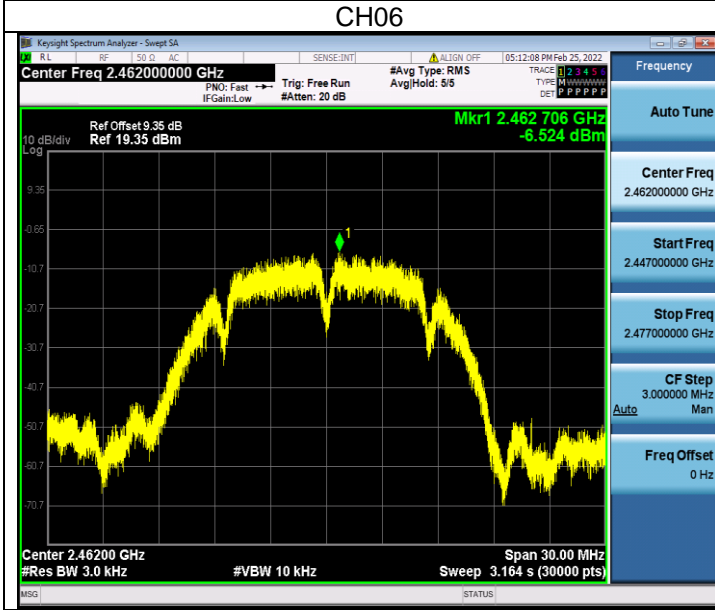 CH06
Keysight Spectrum Analyzer - Swept SA
RL RF 50 Ω AC SENSE:INT ALIGN OFF 05:12:08 PM Feb 25, 2022
Center Freq 2.462000000 GHz
PNO: Fast
IFGain:Low
Trig: Free Run
#Atten: 20 dB
#Avg Type: RMS
Avg|Hold: 5/5
TRACE 1 2 3 4 5 6
TYPE M WWWWW
DET P P P P P P
Ref Offset 9.35 dB
10 dB/div Ref 19.35 dBm
Log
Mkr1 2.462 706 GHz
-6.524 dBm
9.35
-0.65
-10.7
-20.7
-30.7
-40.7
-50.7
-60.7
-70.7
1
Center 2.46200 GHz Span 30.00 MHz
#Res BW 3.0 kHz #VBW 10 kHz Sweep 3.164 s (30000 pts)
MSG STATUS
Frequency
Auto Tune
Center Freq
2.462000000 GHz
Start Freq
2.447000000 GHz
Stop Freq
2.477000000 GHz
CF Step
3.000000 MHz
Auto Man
Freq Offset
0 Hz